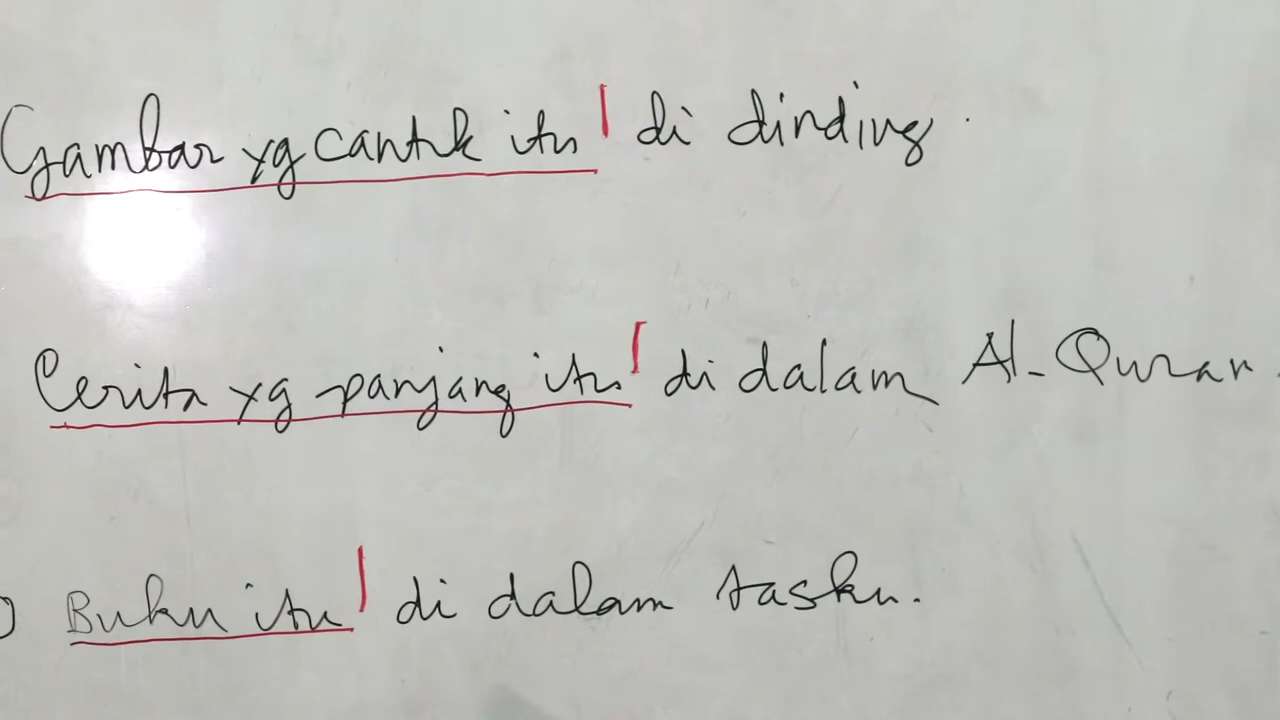 Gambar yg cantik itu | di dinding.
Cerita yg panjang itu | di dalam Al-Quran.
) Buku itu | di dalam tasku.